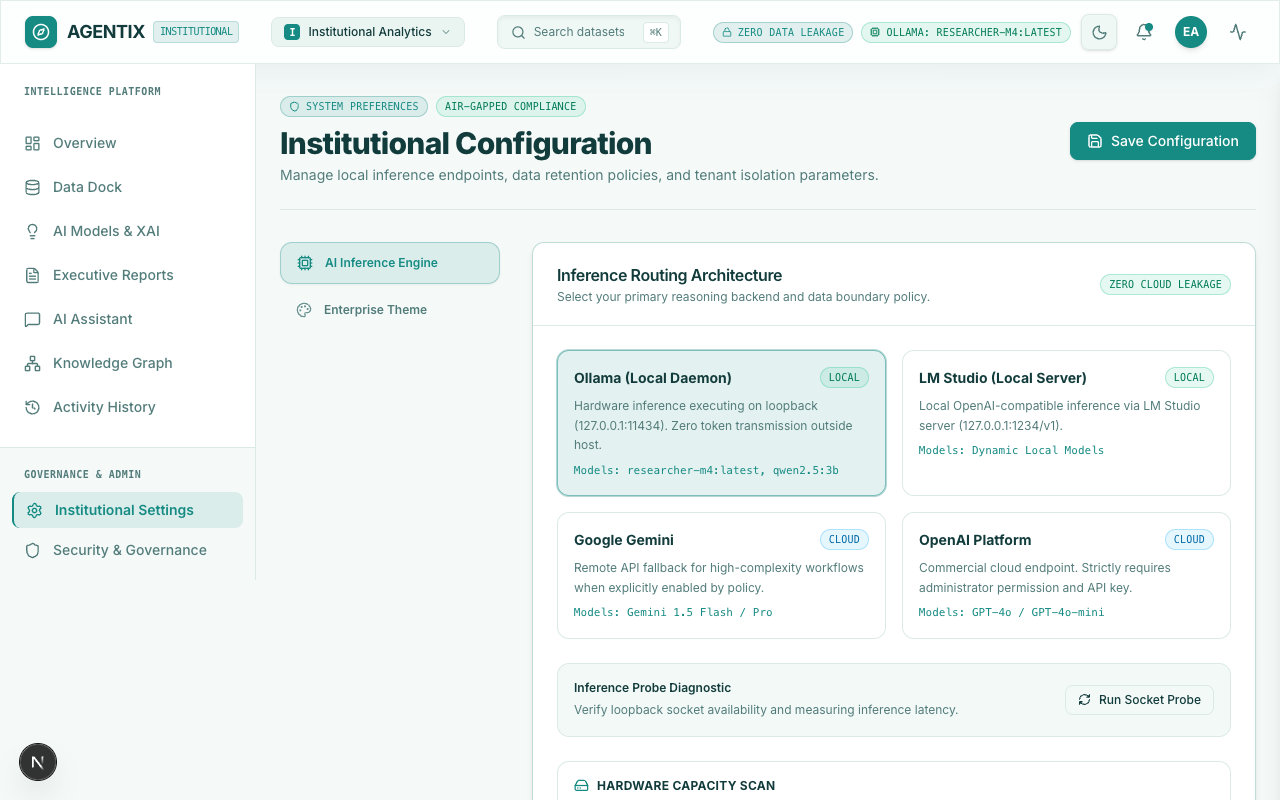 AGENTIX
INSTITUTIONAL
I
Institutional Analytics
Search datasets
⌘K
ZERO DATA LEAKAGE
OLLAMA: RESEARCHER-M4:LATEST
EA
INTELLIGENCE PLATFORM
Overview
Data Dock
AI Models & XAI
Executive Reports
AI Assistant
Knowledge Graph
Activity History
GOVERNANCE & ADMIN
Institutional Settings
Security & Governance
N
SYSTEM PREFERENCES
AIR-GAPPED COMPLIANCE
Institutional Configuration
Manage local inference endpoints, data retention policies, and tenant isolation parameters.
Save Configuration
AI Inference Engine
Enterprise Theme
Inference Routing Architecture
Select your primary reasoning backend and data boundary policy.
ZERO CLOUD LEAKAGE
Ollama (Local Daemon)
LOCAL
Hardware inference executing on loopback
(127.0.0.1:11434). Zero token transmission outside
host.
Models: researcher-m4:latest, qwen2.5:3b
LM Studio (Local Server)
LOCAL
Local OpenAI-compatible inference via LM Studio
server (127.0.0.1:1234/v1).
Models: Dynamic Local Models
Google Gemini
CLOUD
Remote API fallback for high-complexity workflows
when explicitly enabled by policy.
Models: Gemini 1.5 Flash / Pro
OpenAI Platform
CLOUD
Commercial cloud endpoint. Strictly requires
administrator permission and API key.
Models: GPT-4o / GPT-4o-mini
Inference Probe Diagnostic
Verify loopback socket availability and measuring inference latency.
Run Socket Probe
HARDWARE CAPACITY SCAN